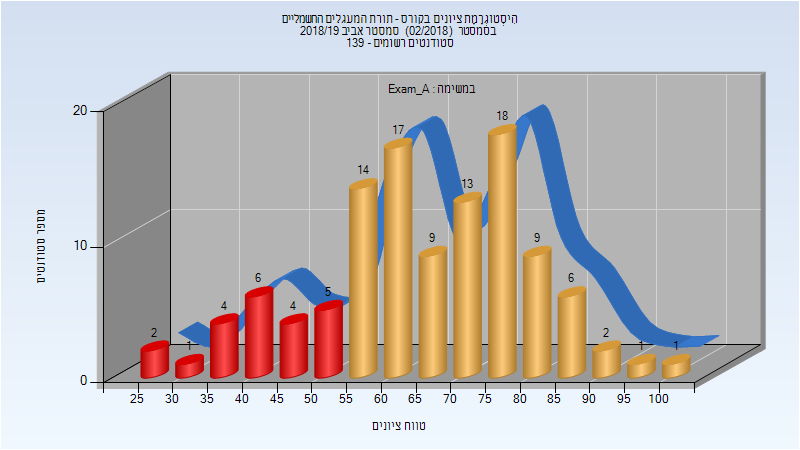 היסטוגרמת ציונים בקורס - תורת המעגלים החשמליים
בסמסטר (02/2018) סמסטר אביב 2018/19
סטודנטים רשומים - 139
במשימה : Exam_A
20
10
0
מספר סטודנטים
2
1
4
6
4
5
14
17
9
13
18
9
6
2
1
1
25 30 35 40 45 50 55 60 65 70 75 80 85 90 95 100
טווח ציונים